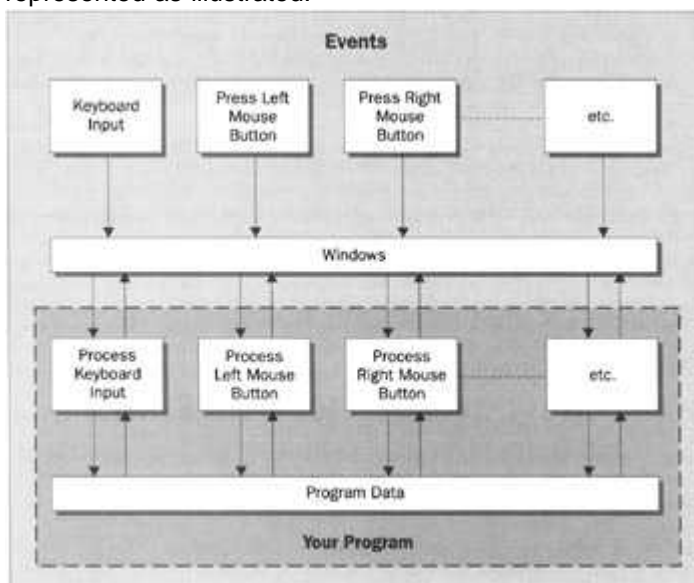 represented as illustrated.
Events
Keyboard
Input
Press Left
Mouse
Button
Press Right
Mouse
Button
etc.
Windows
Process
Keyboard
Input
Process
Left Mouse
Button
Process
Right Mouse
Button
etc.
Program Data
Your Program